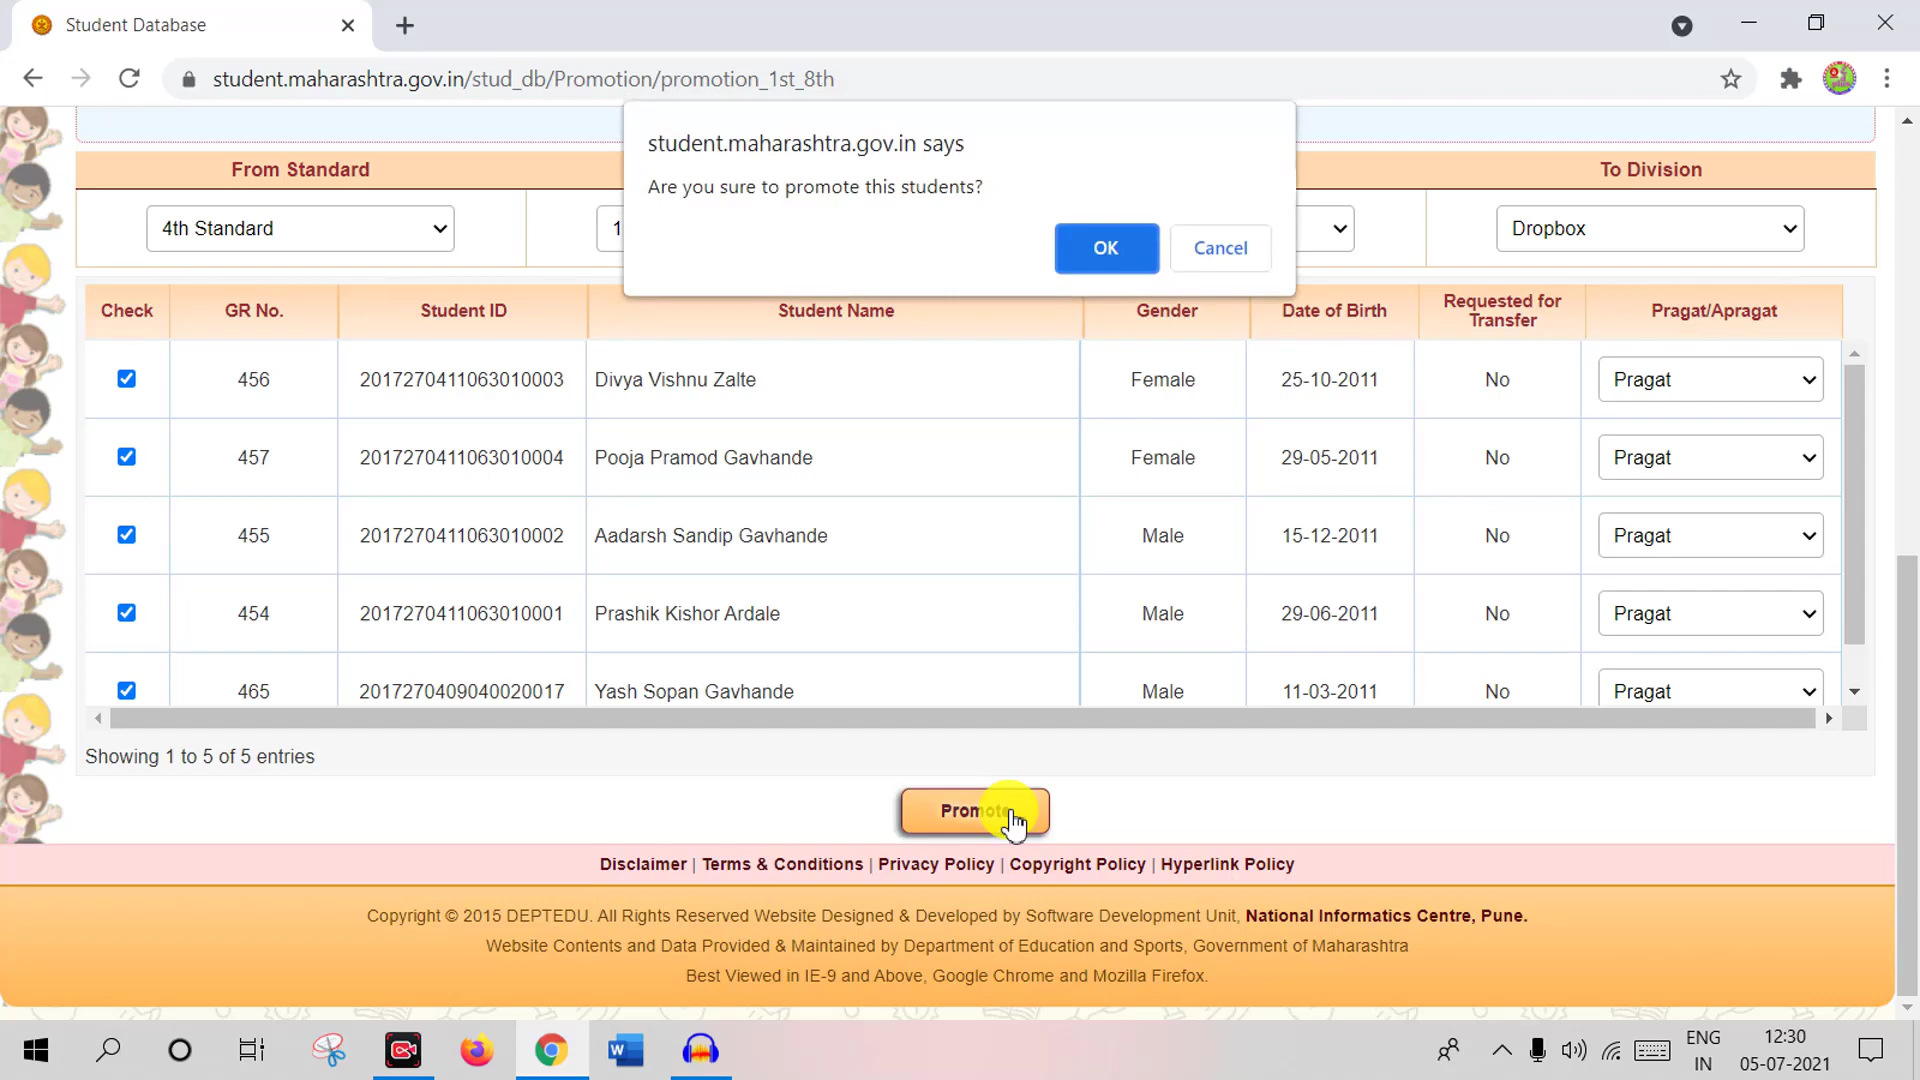 Student Database
student.maharashtra.gov.in/stud_db/Promotion/promotion_1st_8th
student.maharashtra.gov.in says
Are you sure to promote this students?
OK Cancel
From Standard To Division
4th Standard 1 Dropbox
Check GR No. Student ID Student Name Gender Date of Birth Requested for Transfer Pragat/Apragat
456 2017270411063010003 Divya Vishnu Zalte Female 25-10-2011 No Pragat
457 2017270411063010004 Pooja Pramod Gavhande Female 29-05-2011 No Pragat
455 2017270411063010002 Aadarsh Sandip Gavhande Male 15-12-2011 No Pragat
454 2017270411063010001 Prashik Kishor Ardale Male 29-06-2011 No Pragat
465 2017270409040020017 Yash Sopan Gavhande Male 11-03-2011 No Pragat
Showing 1 to 5 of 5 entries
Promote
Disclaimer | Terms & Conditions | Privacy Policy | Copyright Policy | Hyperlink Policy
Copyright © 2015 DEPTEDU. All Rights Reserved Website Designed & Developed by Software Development Unit, National Informatics Centre, Pune.
Website Contents and Data Provided & Maintained by Department of Education and Sports, Government of Maharashtra
Best Viewed in IE-9 and Above, Google Chrome and Mozilla Firefox.
ENG 12:30
IN 05-07-2021